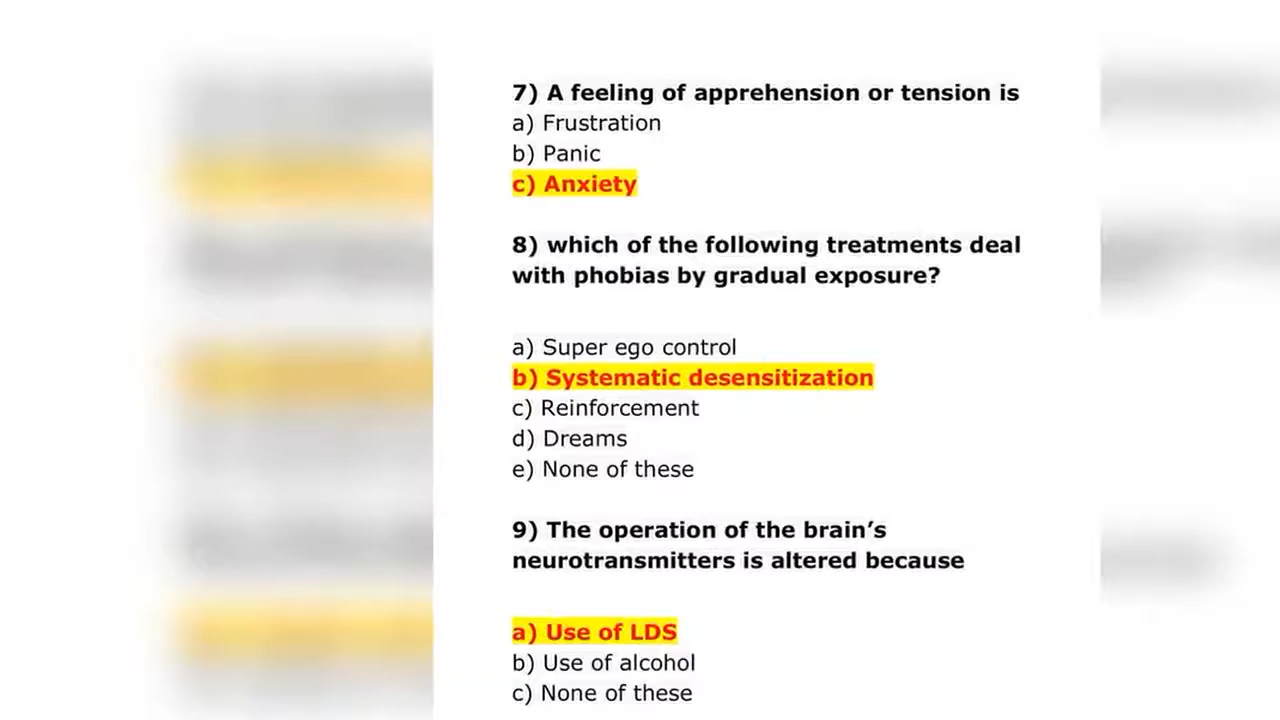 7) A feeling of apprehension or tension is
a) Frustration
b) Panic
c) Anxiety
8) which of the following treatments deal
with phobias by gradual exposure?
a) Super ego control
b) Systematic desensitization
c) Reinforcement
d) Dreams
e) None of these
9) The operation of the brain’s
neurotransmitters is altered because
a) Use of LDS
b) Use of alcohol
c) None of these